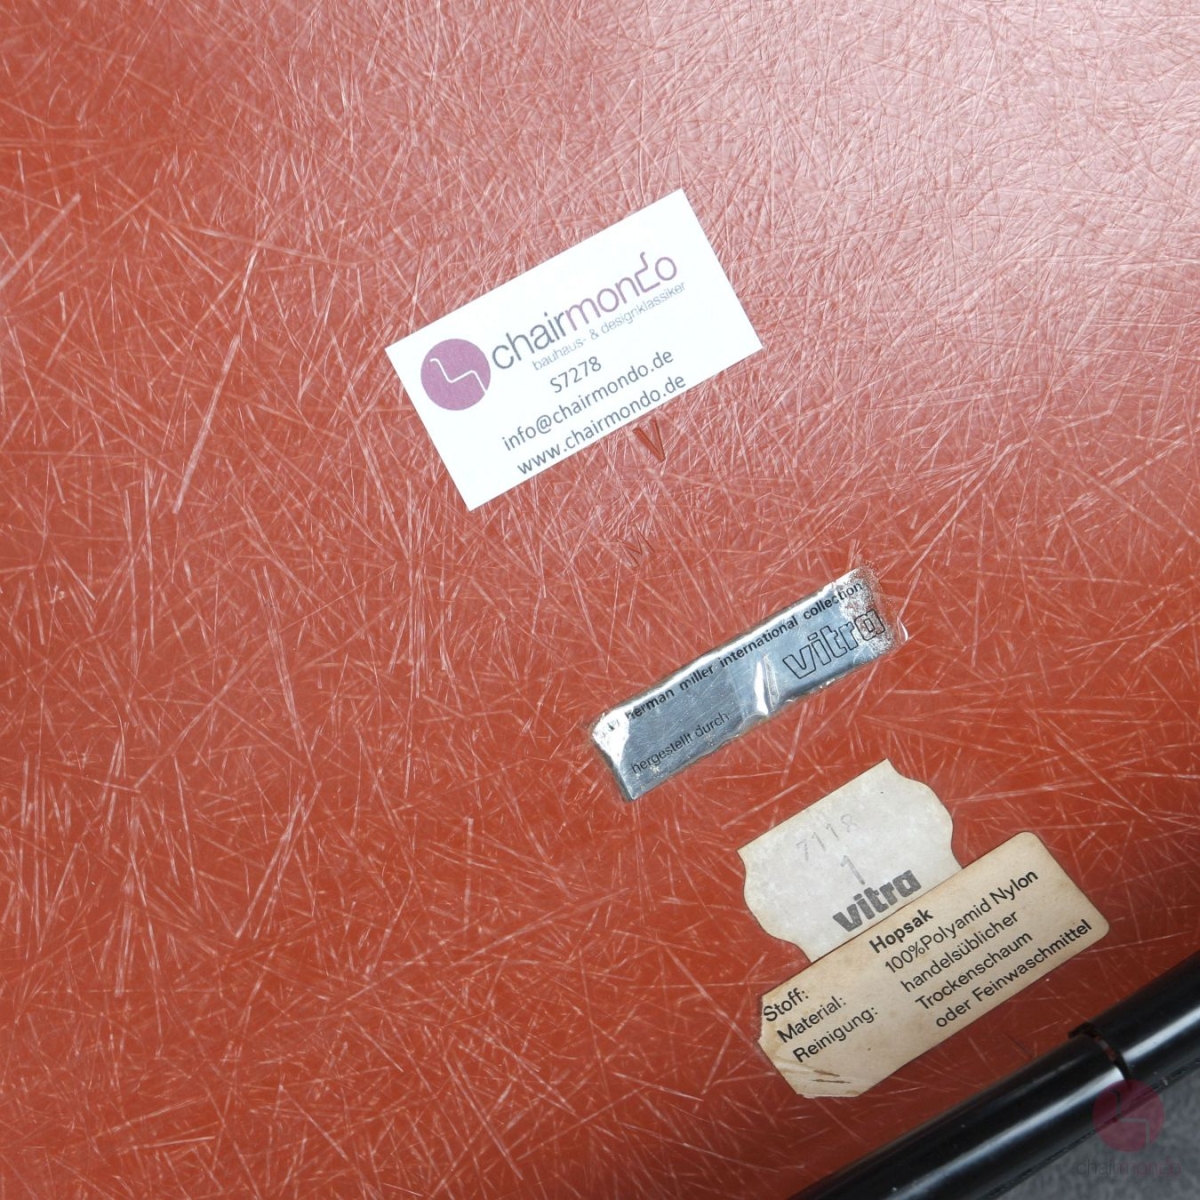 chairmondo
bauhaus- & designklassiker
S7278
info@chairmondo.de
www.chairmondo.de
V
M
herman miller international collection
vitra
hergestellt durch:
7118
1
vitra
Stoff: Hopsak
Material: 100%Polyamid Nylon
Reinigung: handelsüblicher
Trockenschaum
oder Feinwaschmittel
chairmondo